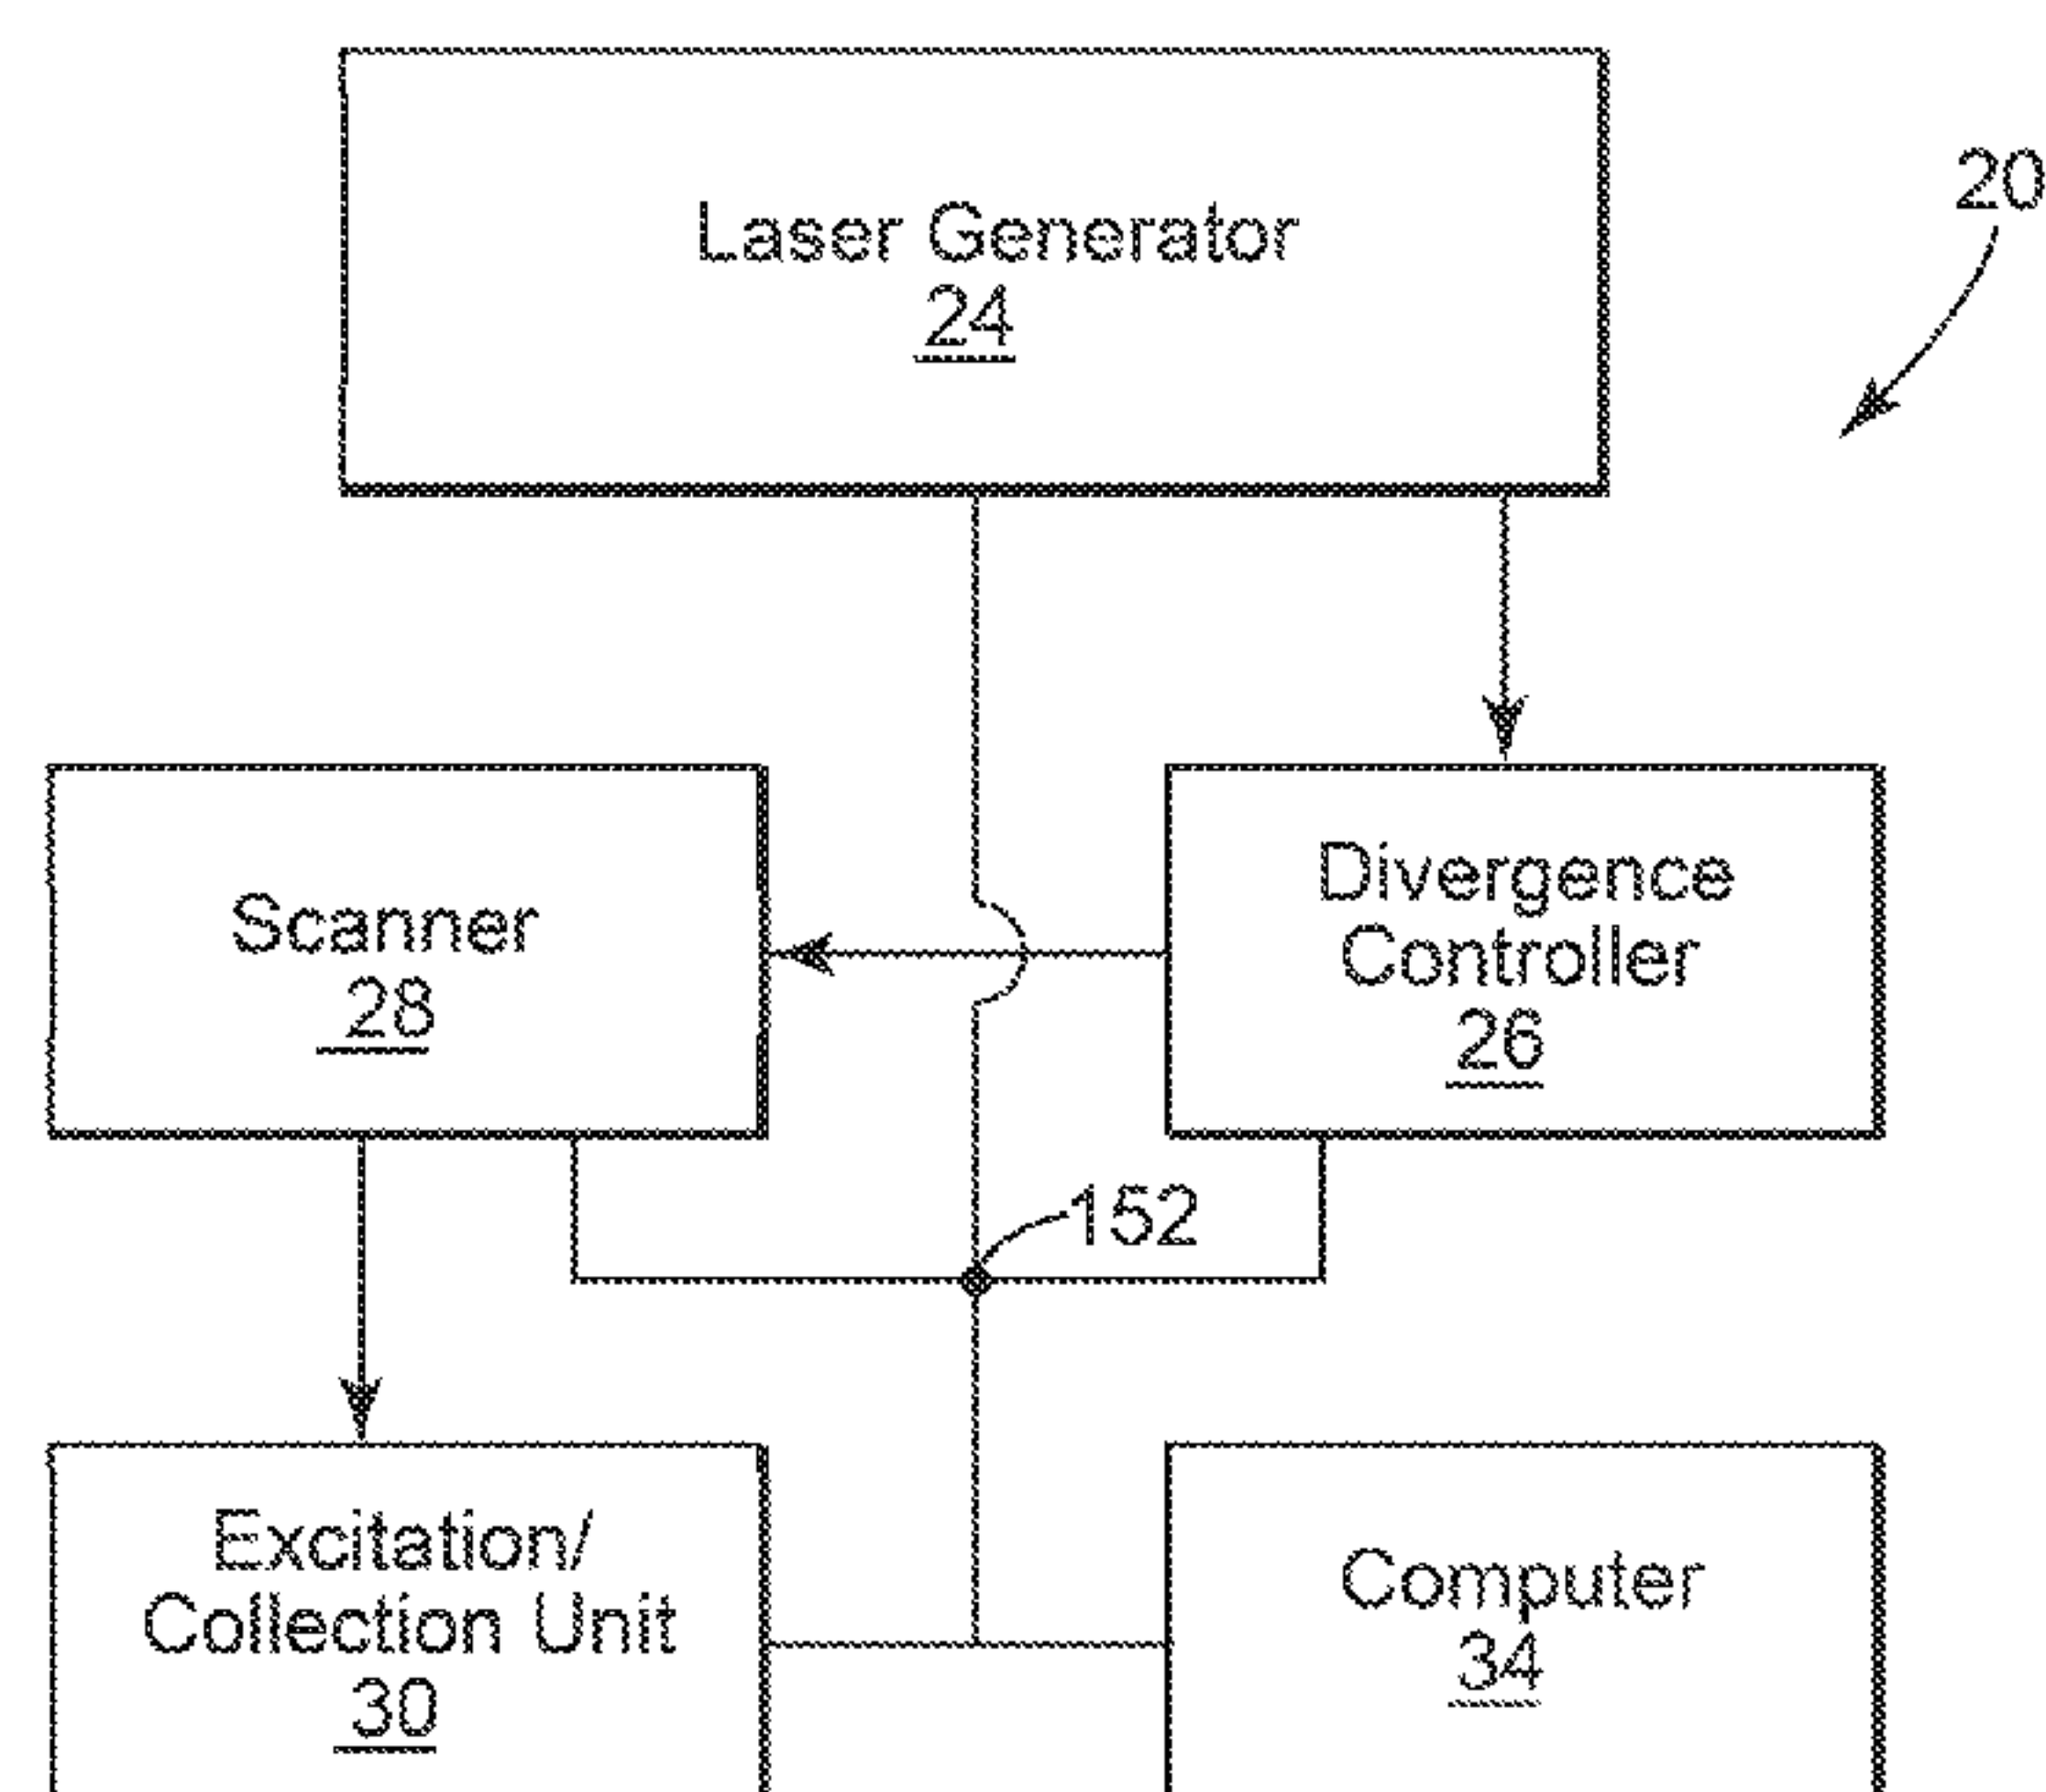 Laser Generator
24
20
Scanner
28
Divergence
Controller
26
152
Excitation/
Collection Unit
30
Computer
34